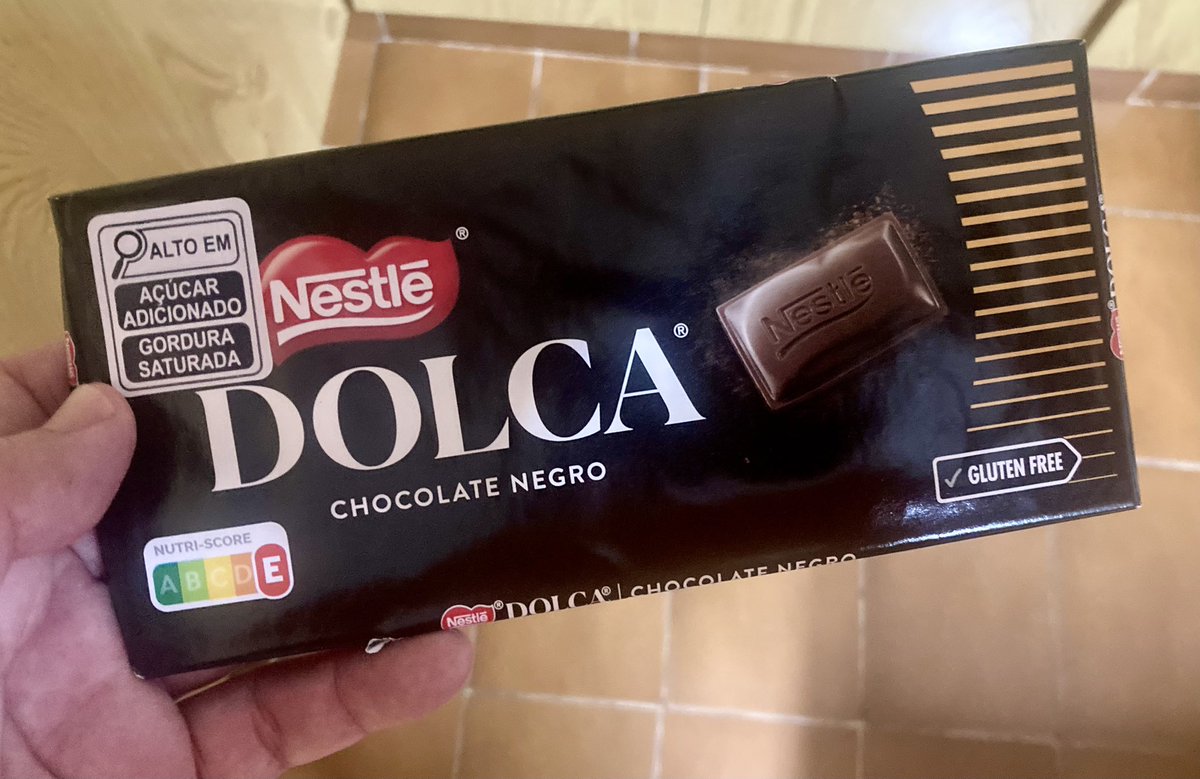 ALTO EM
AÇÚCAR
ADICIONADO
GORDURA
SATURADA
Nestlé®
DOLCA®
CHOCOLATE NEGRO
Nestlé
GLUTEN FREE
NUTRI-SCORE
A B C D E
Nestlé® DOLCA® | CHOCOLATE NEGRO
DOLCA®